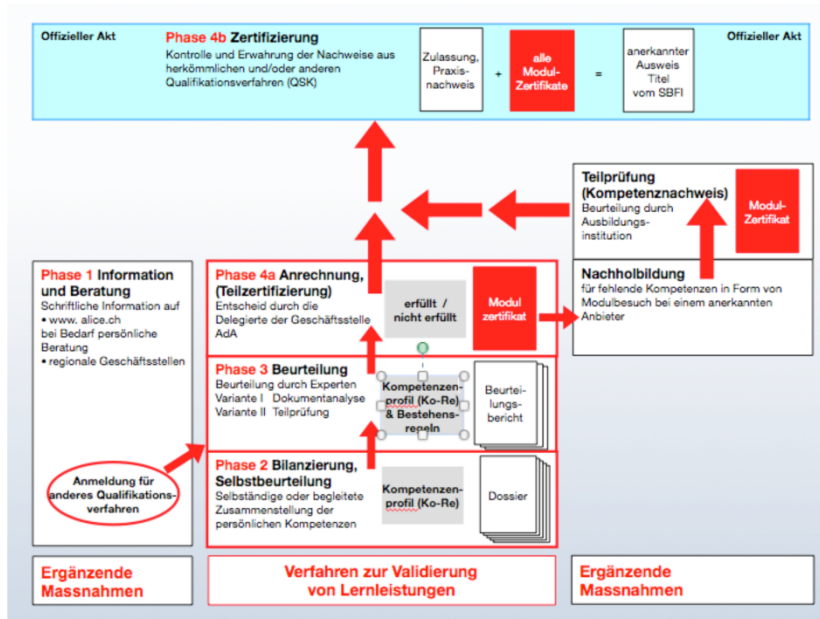 Offizieller Akt
Phase 4b Zertifizierung
Kontrolle und Erwahrung der Nachweise aus
herkömmlichen und/oder anderen
Qualifikationsverfahren (QSK)
Zulassung,
Praxis-
nachweis
+
alle
Modul-
Zertifikate
=
anerkannter
Ausweis
Titel
vom SBFI
Offizieller Akt
Teilprüfung
(Kompetenznachweis)
Beurteilung durch
Ausbildungs-
institution
Modul-
Zertifikat
Nachholbildung
für fehlende Kompetenzen in Form von
Modulbesuch bei einem anerkannten
Anbieter
Phase 1 Information
und Beratung
Schriftliche Information auf
• www. alice.ch
bei Bedarf persönliche
Beratung
• regionale Geschäftsstellen
Anmeldung für
anderes Qualifikations-
verfahren
Phase 4a Anrechnung,
(Teilzertifizierung)
Entscheid durch die
Delegierte der Geschäftsstelle
AdA
erfüllt /
nicht erfüllt
Modul
zertifikat
Phase 3 Beurteilung
Beurteilung durch Experten
Variante I Dokumentanalyse
Variante II Teilprüfung
Kompetenzen-
profil (Ko-Re)
& Bestehens-
regeln
Beurtei-
lungs-
bericht
Phase 2 Bilanzierung,
Selbstbeurteilung
Selbständige oder begleitete
Zusammenstellung der
persönlichen Kompetenzen
Kompetenzen-
profil (Ko-Re)
Dossier
Ergänzende
Massnahmen
Verfahren zur Validierung
von Lernleistungen
Ergänzende
Massnahmen